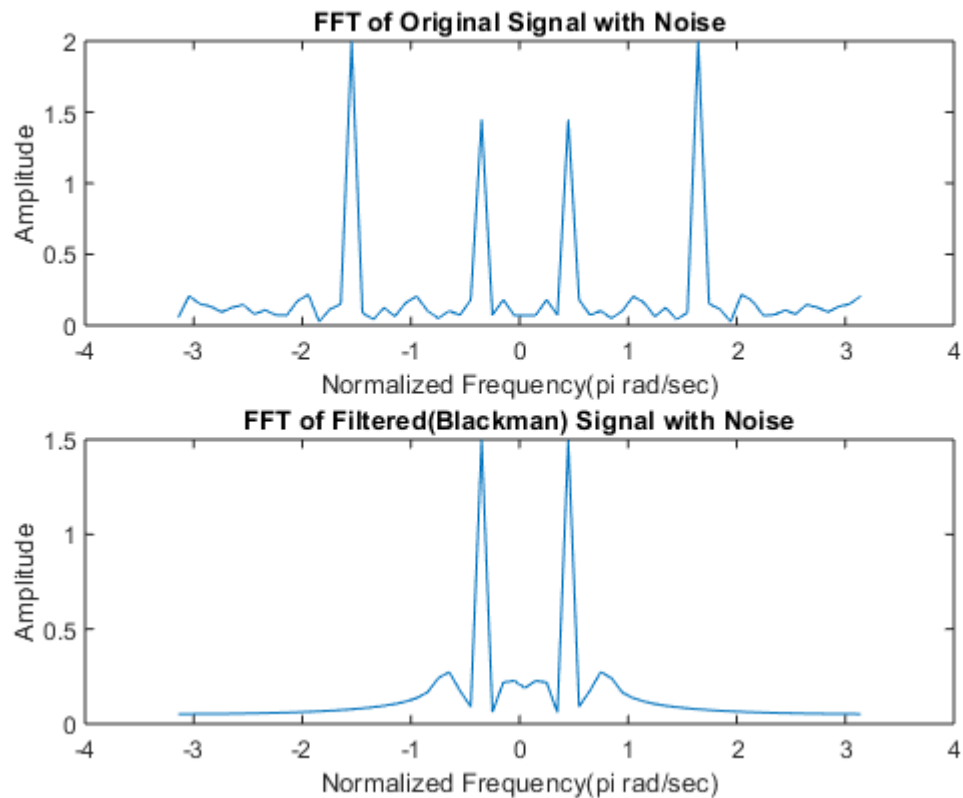 FFT of Original Signal with Noise
2
1.5
1
0.5
0
Amplitude
-4 -3 -2 -1 0 1 2 3 4
Normalized Frequency(pi rad/sec)
FFT of Filtered(Blackman) Signal with Noise
1.5
1
0.5
0
Amplitude
-4 -3 -2 -1 0 1 2 3 4
Normalized Frequency(pi rad/sec)